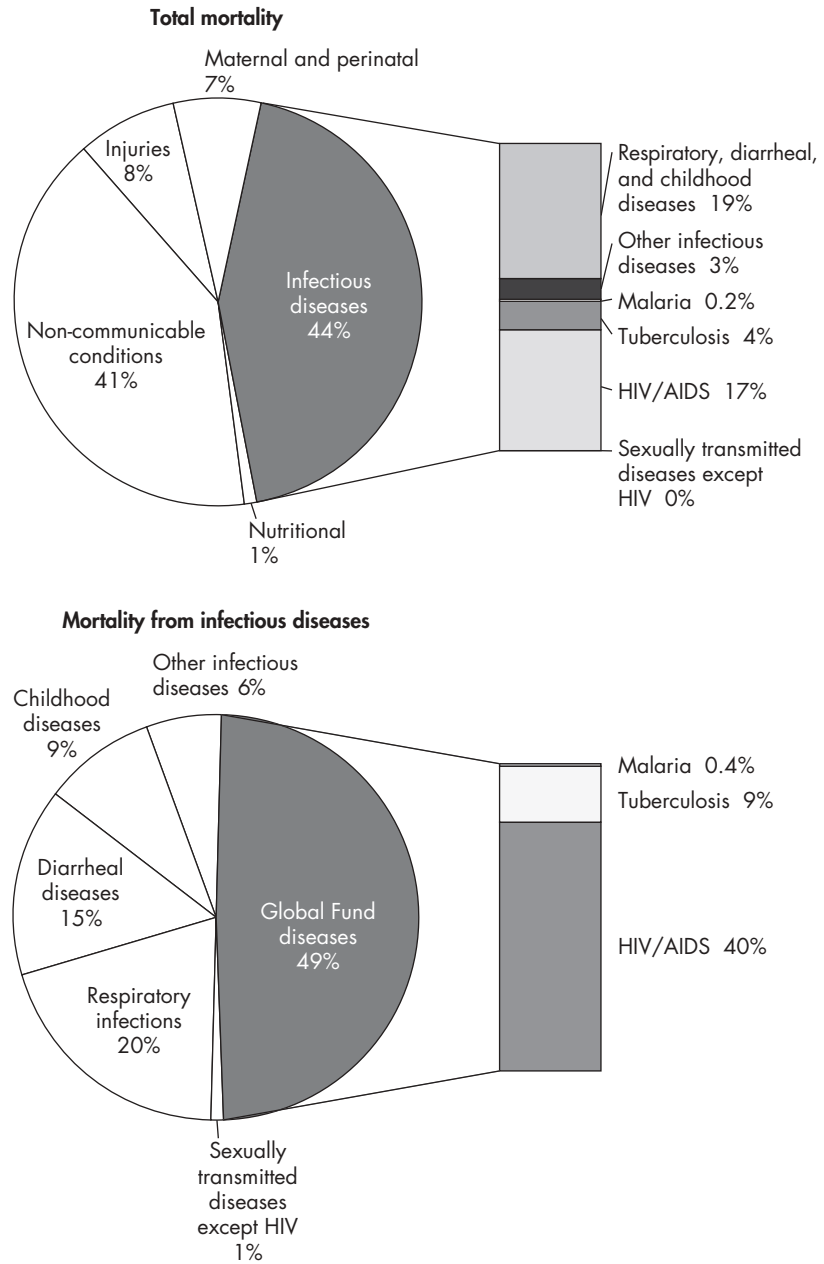 Total mortality
Maternal and perinatal
7%
Injuries
8%
Infectious
diseases
44%
Non-communicable
conditions
41%
Nutritional
1%
Respiratory, diarrheal,
and childhood
diseases 19%
Other infectious
diseases 3%
Malaria 0.2%
Tuberculosis 4%
HIV/AIDS 17%
Sexually transmitted
diseases except
HIV 0%
Mortality from infectious diseases
Other infectious
diseases 6%
Childhood
diseases
9%
Diarrheal
diseases
15%
Global Fund
diseases
49%
Respiratory
infections
20%
Sexually
transmitted
diseases
except HIV
1%
Malaria 0.4%
Tuberculosis 9%
HIV/AIDS 40%